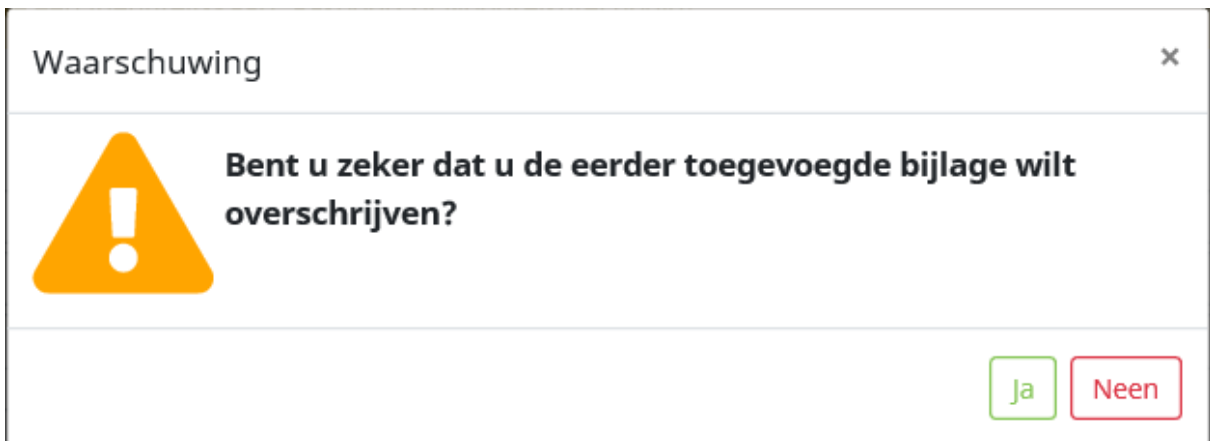 Waarschuwing ×
Bent u zeker dat u de eerder toegevoegde bijlage wilt
overschrijven?
Ja Neen